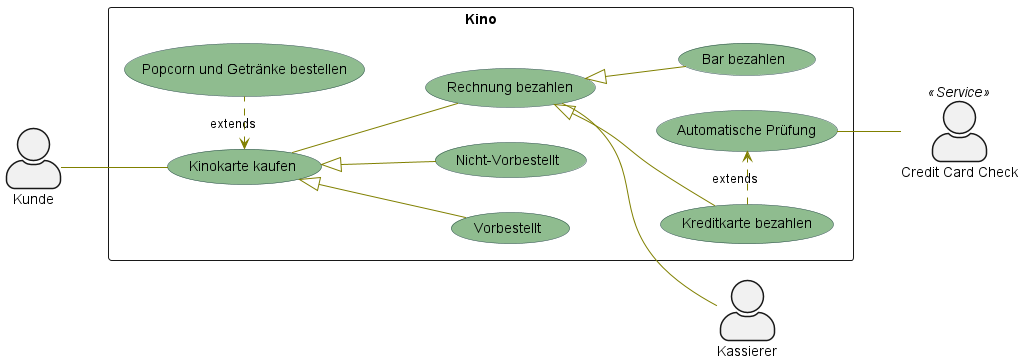 Kino
Popcorn und Getränke bestellen
Bar bezahlen
Rechnung bezahlen
«Service»
extends
Automatische Prüfung
Kinokarte kaufen
Nicht-Vorbestellt
Credit Card Check
extends
Kunde
Vorbestellt
Kreditkarte bezahlen
Kassierer